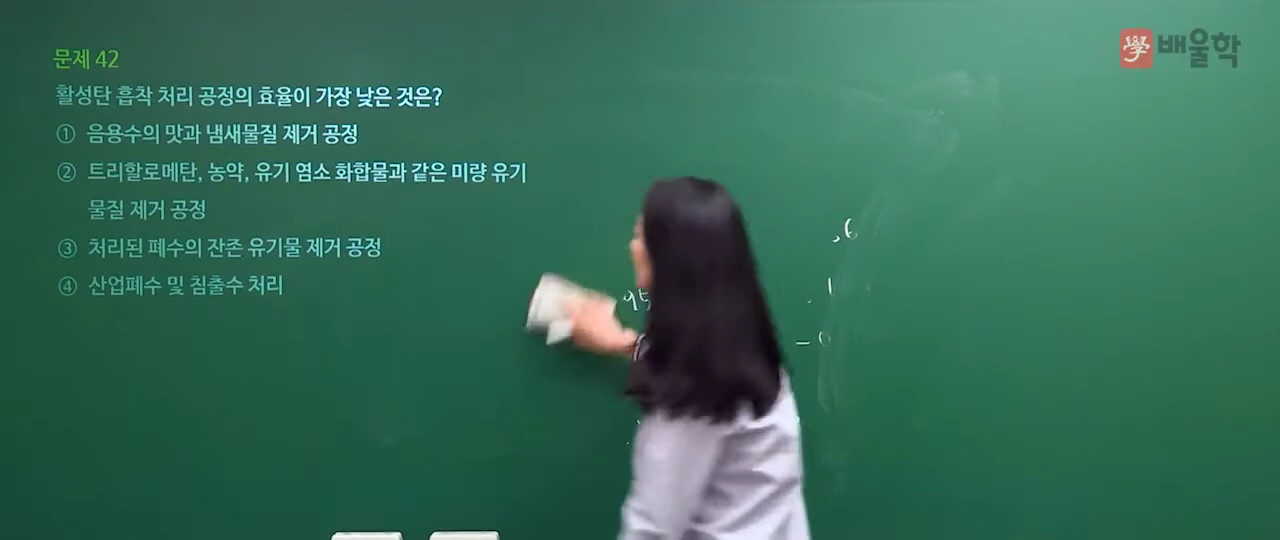 學 배울학
문제 42
활성탄 흡착 처리 공정의 효율이 가장 낮은 것은?
① 음용수의 맛과 냄새물질 제거 공정
② 트리할로메탄, 농약, 유기 염소 화합물과 같은 미량 유기
물질 제거 공정
③ 처리된 폐수의 잔존 유기물 제거 공정
④ 산업폐수 및 침출수 처리
.6
95